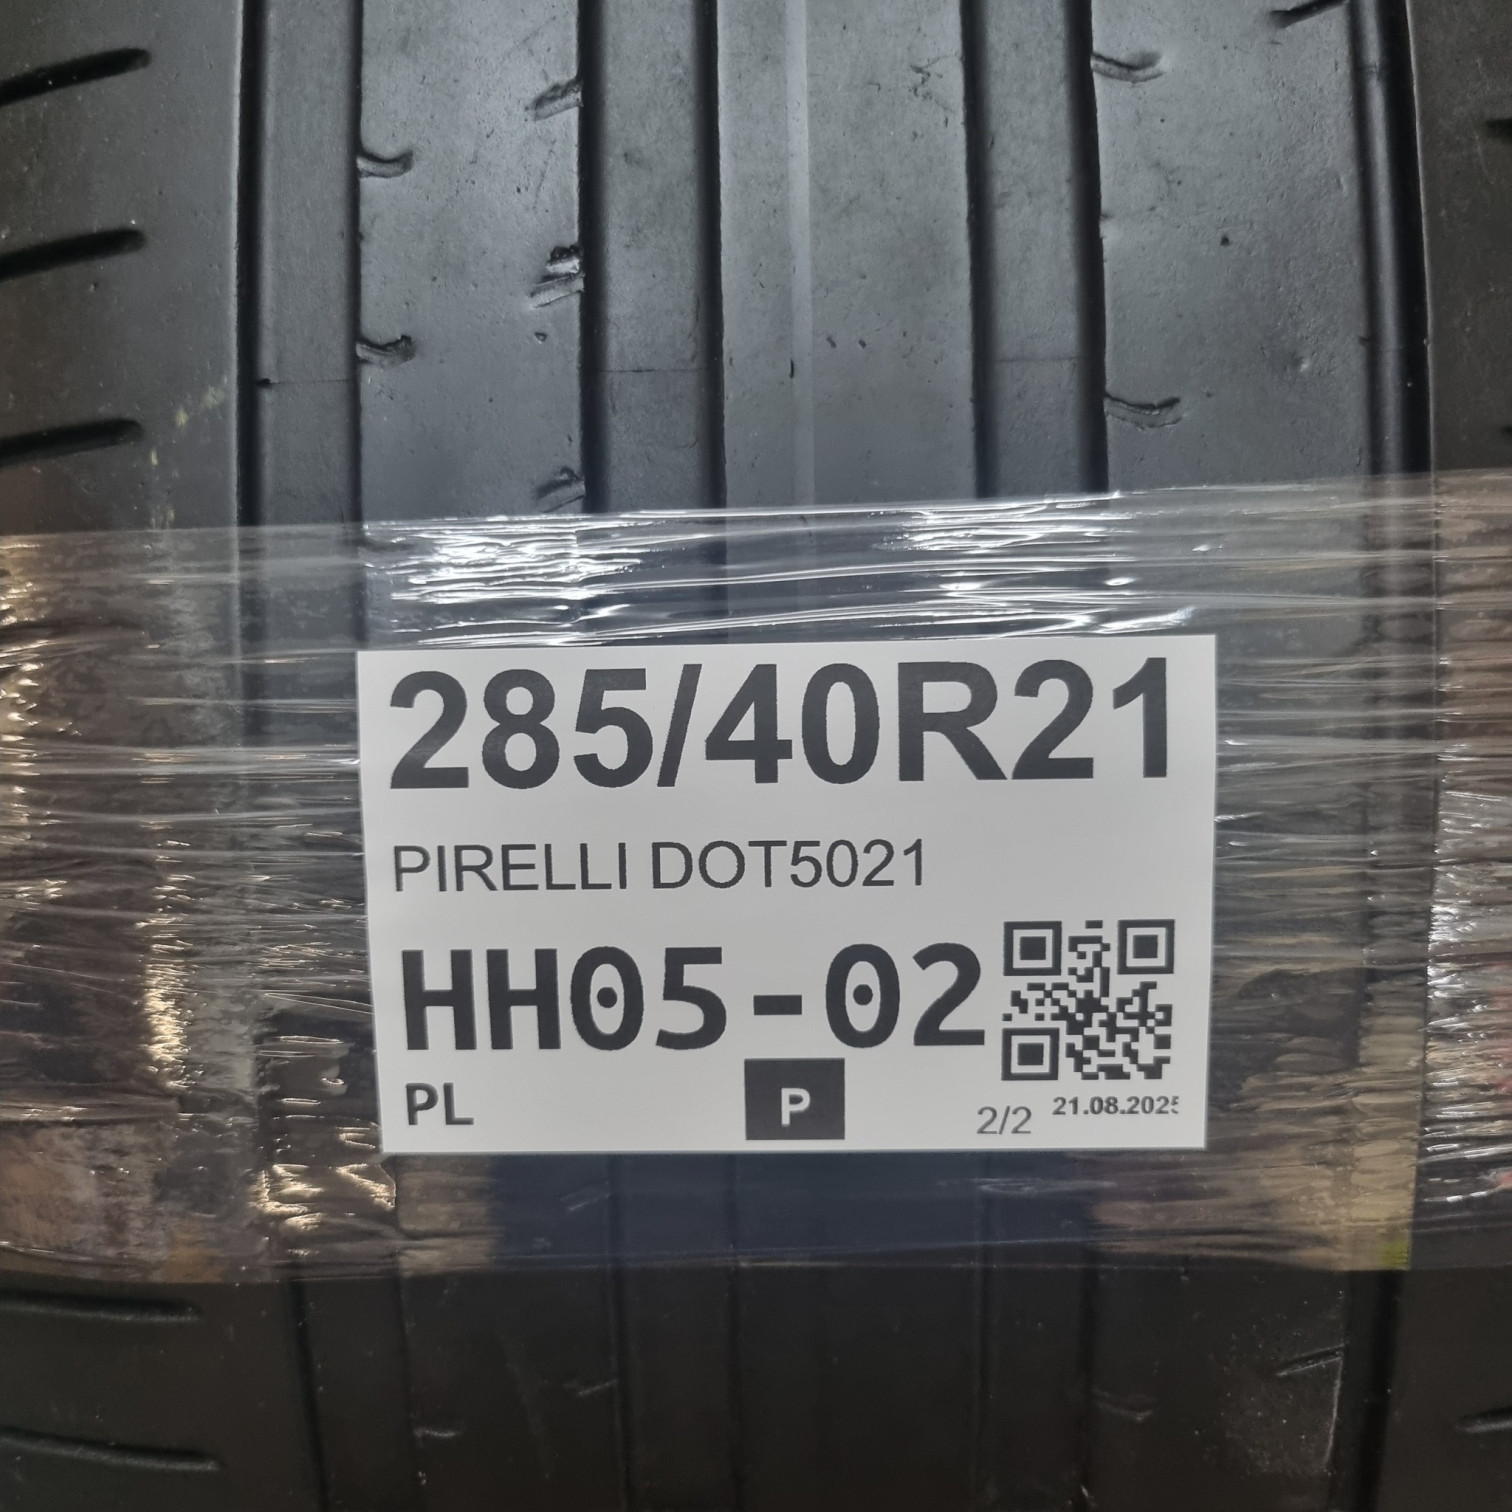 285/40R21
PIRELLI DOT5021
HH05-02
PL
P
2/2
21.08.2025